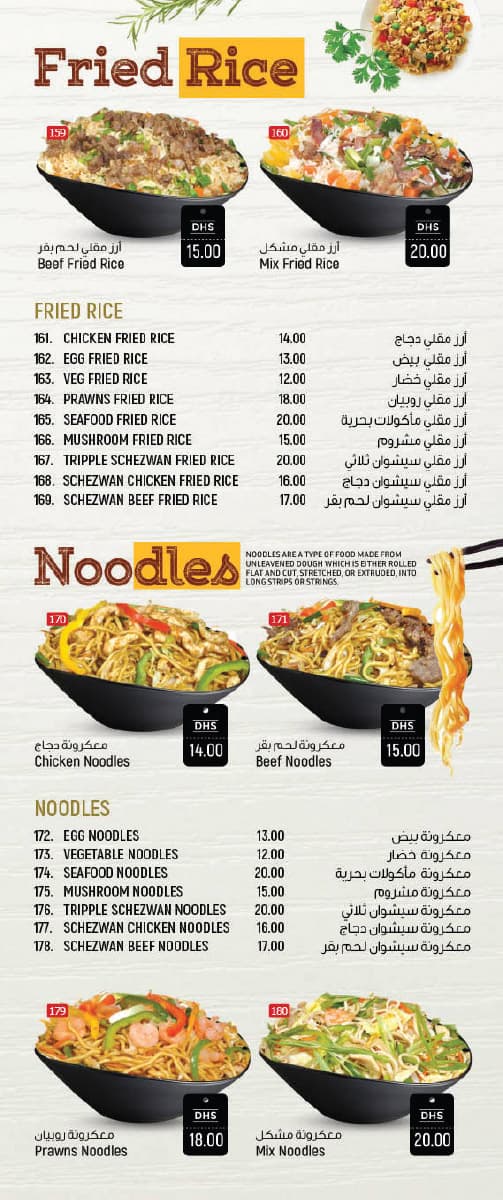 Fried Rice
159
160
DHS
DHS
أرز مقلي لحم بقر
15.00
أرز مقلي مشكل
20.00
Beef Fried Rice
Mix Fried Rice
FRIED RICE
161. CHICKEN FRIED RICE 14.00 أرز مقلي دجاج
162. EGG FRIED RICE 13.00 أرز مقلي بيض
163. VEG FRIED RICE 12.00 أرز مقلي خضار
164. PRAWNS FRIED RICE 18.00 أرز مقلي روبيان
165. SEAFOOD FRIED RICE 20.00 أرز مقلي مأكولات بحرية
166. MUSHROOM FRIED RICE 15.00 أرز مقلي مشروم
167. TRIPPLE SCHEZWAN FRIED RICE 20.00 أرز مقلي سيشوان ثلاثي
168. SCHEZWAN CHICKEN FRIED RICE 16.00 أرز مقلي سيشوان دجاج
169. SCHEZWAN BEEF FRIED RICE 17.00 أرز مقلي سيشوان لحم بقر
Noodles
NOODLES ARE A TYPE OF FOOD MADE FROM
UNLEAVENED DOUGH WHICH IS EITHER ROLLED
FLAT AND CUT, STRETCHED, OR EXTRUDED, INTO
LONG STRIPS OR STRINGS.
170
171
DHS
DHS
معكرونة دجاج
14.00
معكرونة لحم بقر
15.00
Chicken Noodles
Beef Noodles
NOODLES
172. EGG NOODLES 13.00 معكرونة بيض
173. VEGETABLE NOODLES 12.00 معكرونة خضار
174. SEAFOOD NOODLES 20.00 معكرونة مأكولات بحرية
175. MUSHROOM NOODLES 15.00 معكرونة مشروم
176. TRIPPLE SCHEZWAN NOODLES 20.00 معكرونة سيشوان ثلاثي
177. SCHEZWAN CHICKEN NOODLES 16.00 معكرونة سيشوان دجاج
178. SCHEZWAN BEEF NOODLES 17.00 معكرونة سيشوان لحم بقر
179
180
DHS
DHS
معكرونة روبيان
18.00
معكرونة مشكل
20.00
Prawns Noodles
Mix Noodles